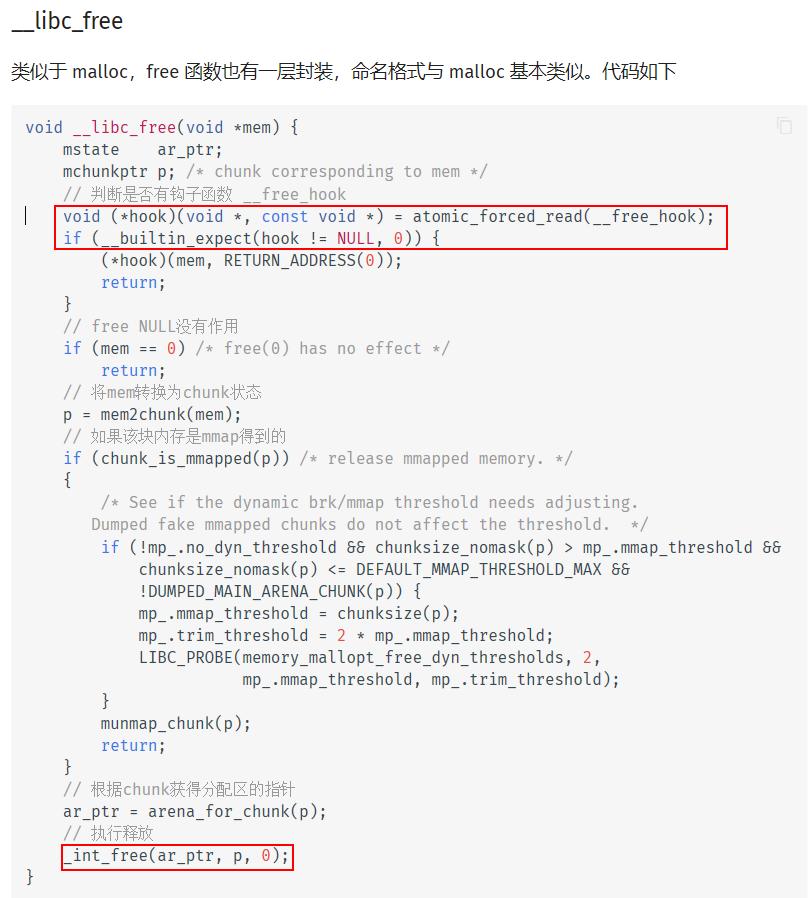 __libc_free
类似于 malloc，free 函数也有一层封装，命名格式与 malloc 基本类似。代码如下
void __libc_free(void *mem) {
    mstate    ar_ptr;
    mchunkptr p; /* chunk corresponding to mem */
    // 判断是否有钩子函数 __free_hook
    void (*hook)(void *, const void *) = atomic_forced_read(__free_hook);
    if (__builtin_expect(hook != NULL, 0)) {
        (*hook)(mem, RETURN_ADDRESS(0));
        return;
    }
    // free NULL没有作用
    if (mem == 0) /* free(0) has no effect */
        return;
    // 将mem转换为chunk状态
    p = mem2chunk(mem);
    // 如果该块内存是mmap得到的
    if (chunk_is_mmapped(p)) /* release mmapped memory. */
    {
        /* See if the dynamic brk/mmap threshold needs adjusting.
       Dumped fake mmapped chunks do not affect the threshold.  */
        if (!mp_.no_dyn_threshold && chunksize_nomask(p) > mp_.mmap_threshold &&
            chunksize_nomask(p) <= DEFAULT_MMAP_THRESHOLD_MAX &&
            !DUMPED_MAIN_ARENA_CHUNK(p)) {
            mp_.mmap_threshold = chunksize(p);
            mp_.trim_threshold = 2 * mp_.mmap_threshold;
            LIBC_PROBE(memory_mallopt_free_dyn_thresholds, 2,
                       mp_.mmap_threshold, mp_.trim_threshold);
        }
        munmap_chunk(p);
        return;
    }
    // 根据chunk获得分配区的指针
    ar_ptr = arena_for_chunk(p);
    // 执行释放
    _int_free(ar_ptr, p, 0);
}